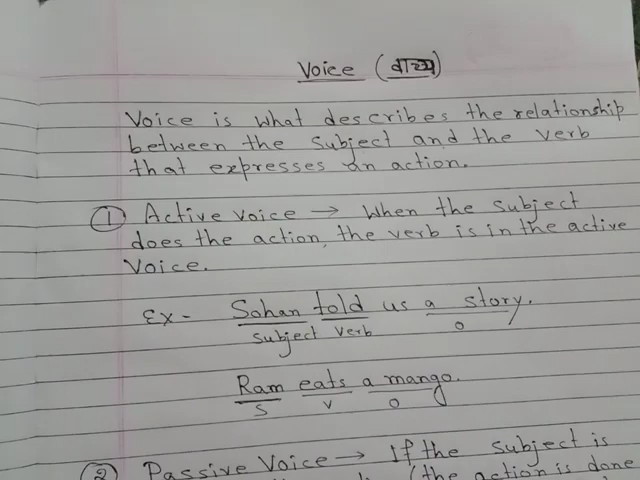 Voice (वाच्य)
Voice is what describes the relationship
between the subject and the verb
that expresses an action.
① Active voice → When the subject
does the action, the verb is in the active
Voice.
Ex- Sohan told us a story.
subject verb o
Ram eats a mango.
S V O
② Passive Voice → If the subject is
(the action is done